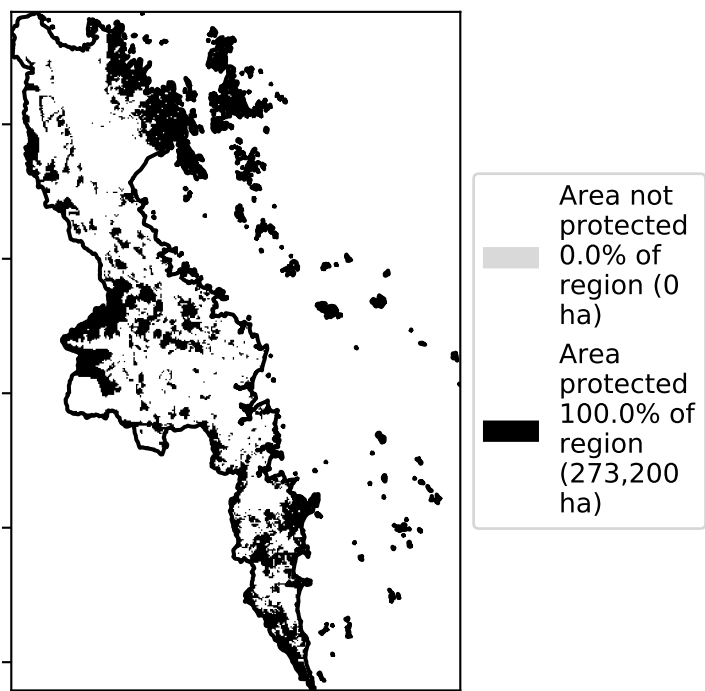 Area not
protected
0.0% of
region (0
ha)
Area
protected
100.0% of
region
(273,200
ha)